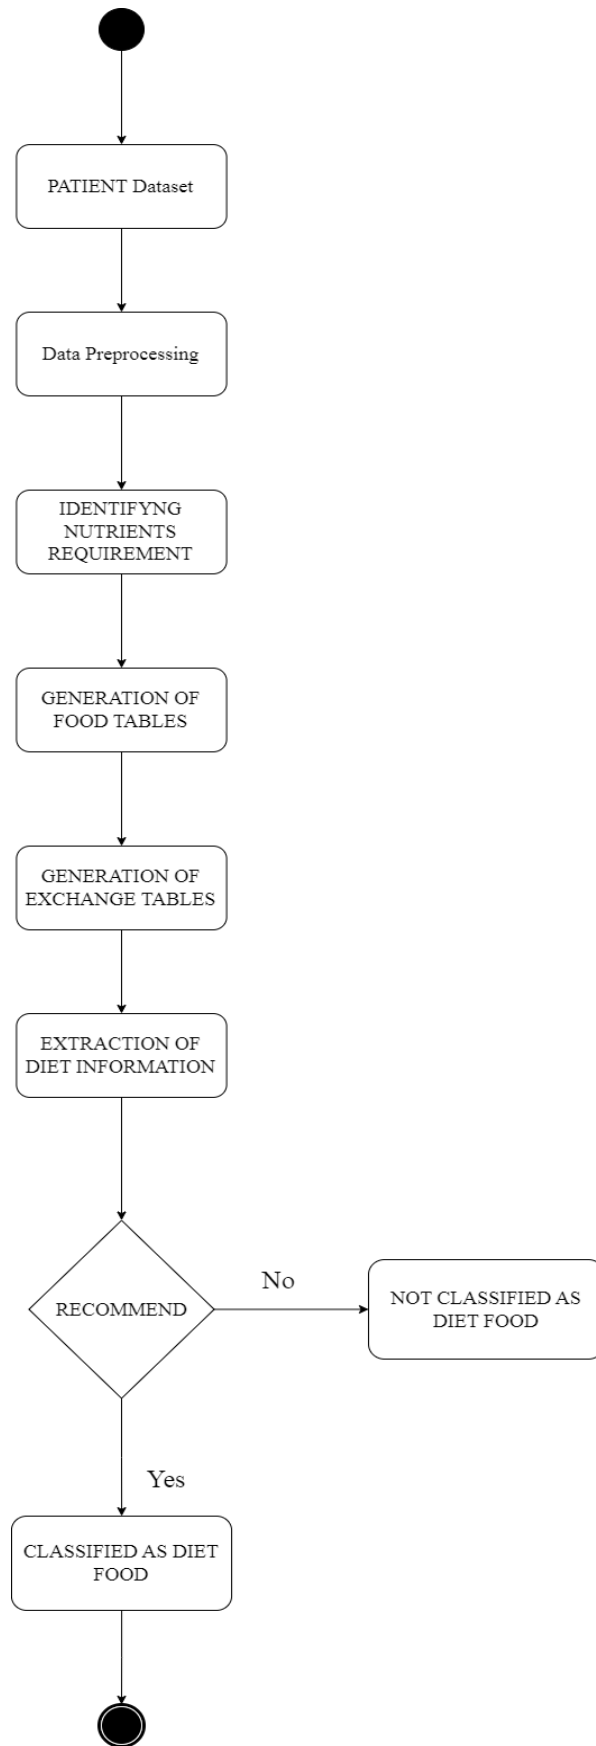 PATIENT Dataset
Data Preprocessing
IDENTIFYNG
NUTRIENTS
REQUIREMENT
GENERATION OF
FOOD TABLES
GENERATION OF
EXCHANGE TABLES
EXTRACTION OF
DIET INFORMATION
RECOMMEND
No
NOT CLASSIFIED AS
DIET FOOD
Yes
CLASSIFIED AS DIET
FOOD